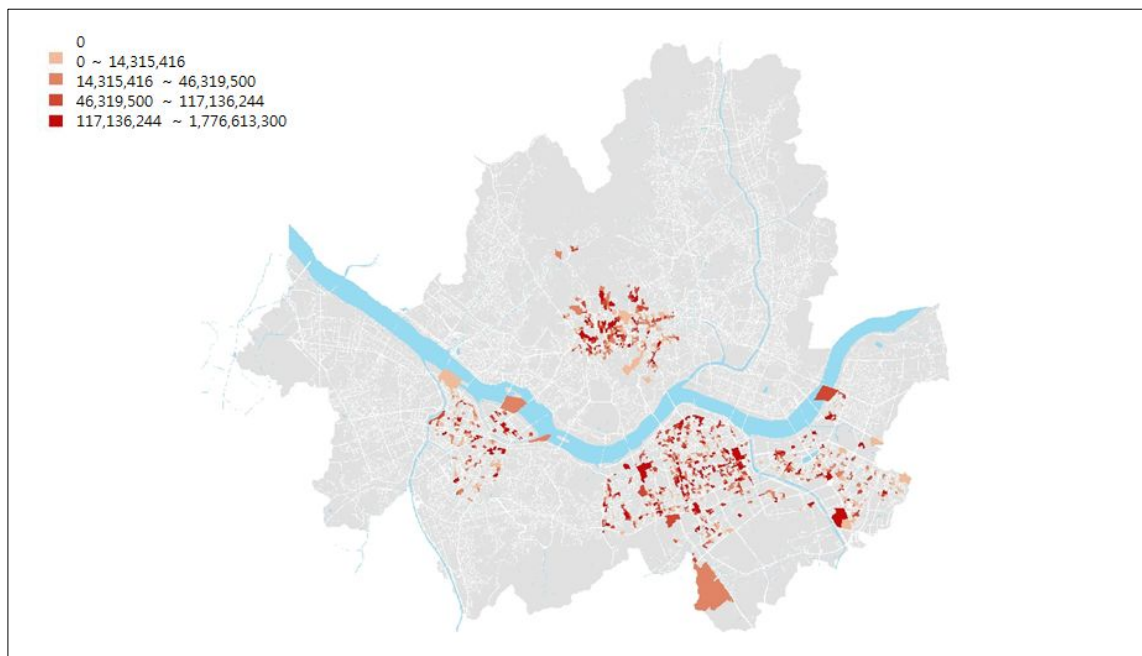 0
0 ~ 14,315,416
14,315,416 ~ 46,319,500
46,319,500 ~ 117,136,244
117,136,244 ~ 1,776,613,300